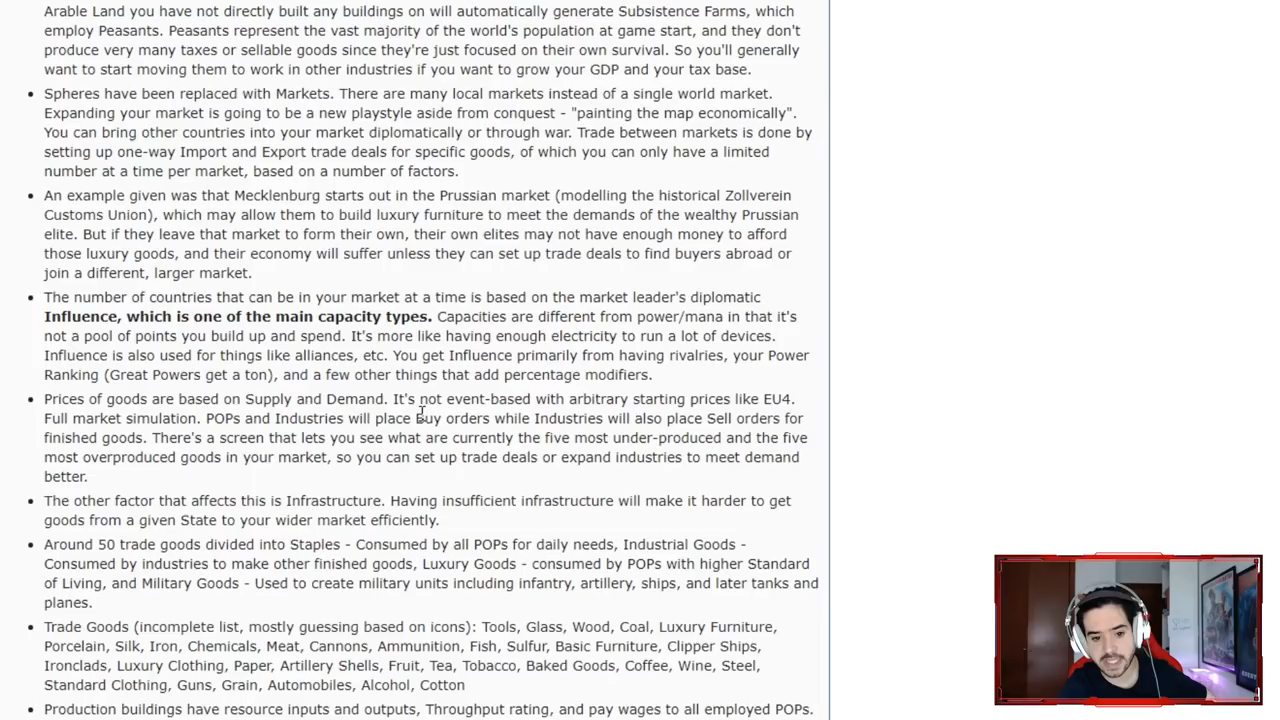 Arable Land you have not directly built any buildings on will automatically generate Subsistence Farms, which
employ Peasants. Peasants represent the vast majority of the world's population at game start, and they don't
produce very many taxes or sellable goods since they're just focused on their own survival. So you'll generally
want to start moving them to work in other industries if you want to grow your GDP and your tax base.
• Spheres have been replaced with Markets. There are many local markets instead of a single world market.
Expanding your market is going to be a new playstyle aside from conquest - "painting the map economically".
You can bring other countries into your market diplomatically or through war. Trade between markets is done by
setting up one-way Import and Export trade deals for specific goods, of which you can only have a limited
number at a time per market, based on a number of factors.
• An example given was that Mecklenburg starts out in the Prussian market (modelling the historical Zollverein
Customs Union), which may allow them to build luxury furniture to meet the demands of the wealthy Prussian
elite. But if they leave that market to form their own, their own elites may not have enough money to afford
those luxury goods, and their economy will suffer unless they can set up trade deals to find buyers abroad or
join a different, larger market.
• The number of countries that can be in your market at a time is based on the market leader's diplomatic
Influence, which is one of the main capacity types. Capacities are different from power/mana in that it's
not a pool of points you build up and spend. It's more like having enough electricity to run a lot of devices.
Influence is also used for things like alliances, etc. You get Influence primarily from having rivalries, your Power
Ranking (Great Powers get a ton), and a few other things that add percentage modifiers.
• Prices of goods are based on Supply and Demand. It's not event-based with arbitrary starting prices like EU4.
Full market simulation. POPs and Industries will place Buy orders while Industries will also place Sell orders for
finished goods. There's a screen that lets you see what are currently the five most under-produced and the five
most overproduced goods in your market, so you can set up trade deals or expand industries to meet demand
better.
• The other factor that affects this is Infrastructure. Having insufficient infrastructure will make it harder to get
goods from a given State to your wider market efficiently.
• Around 50 trade goods divided into Staples - Consumed by all POPs for daily needs, Industrial Goods -
Consumed by industries to make other finished goods, Luxury Goods - consumed by POPs with higher Standard
of Living, and Military Goods - Used to create military units including infantry, artillery, ships, and later tanks and
planes.
• Trade Goods (incomplete list, mostly guessing based on icons): Tools, Glass, Wood, Coal, Luxury Furniture,
Porcelain, Silk, Iron, Chemicals, Meat, Cannons, Ammunition, Fish, Sulfur, Basic Furniture, Clipper Ships,
Ironclads, Luxury Clothing, Paper, Artillery Shells, Fruit, Tea, Tobacco, Baked Goods, Coffee, Wine, Steel,
Standard Clothing, Guns, Grain, Automobiles, Alcohol, Cotton
• Production buildings have resource inputs and outputs, Throughput rating, and pay wages to all employed POPs.